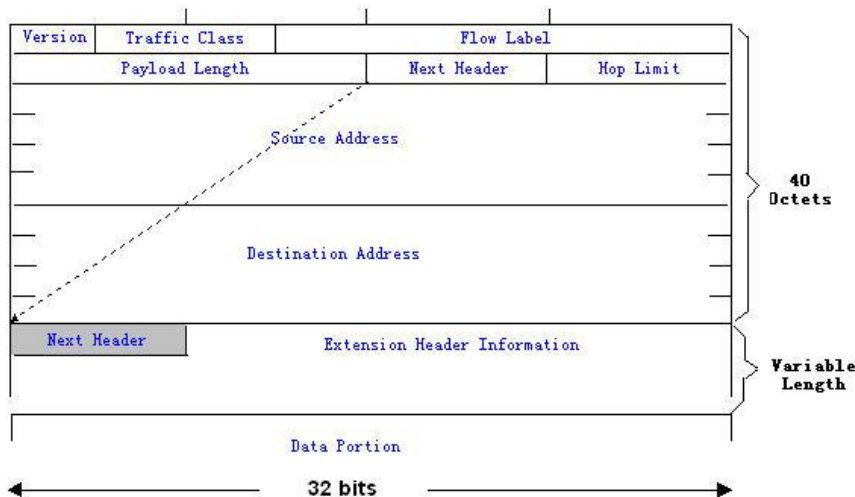 Version Traffic Class Flow Label
Payload Length Next Header Hop Limit
Source Address
40
Octets
Destination Address
Next Header Extension Header Information
Variable
Length
Data Portion
32 bits